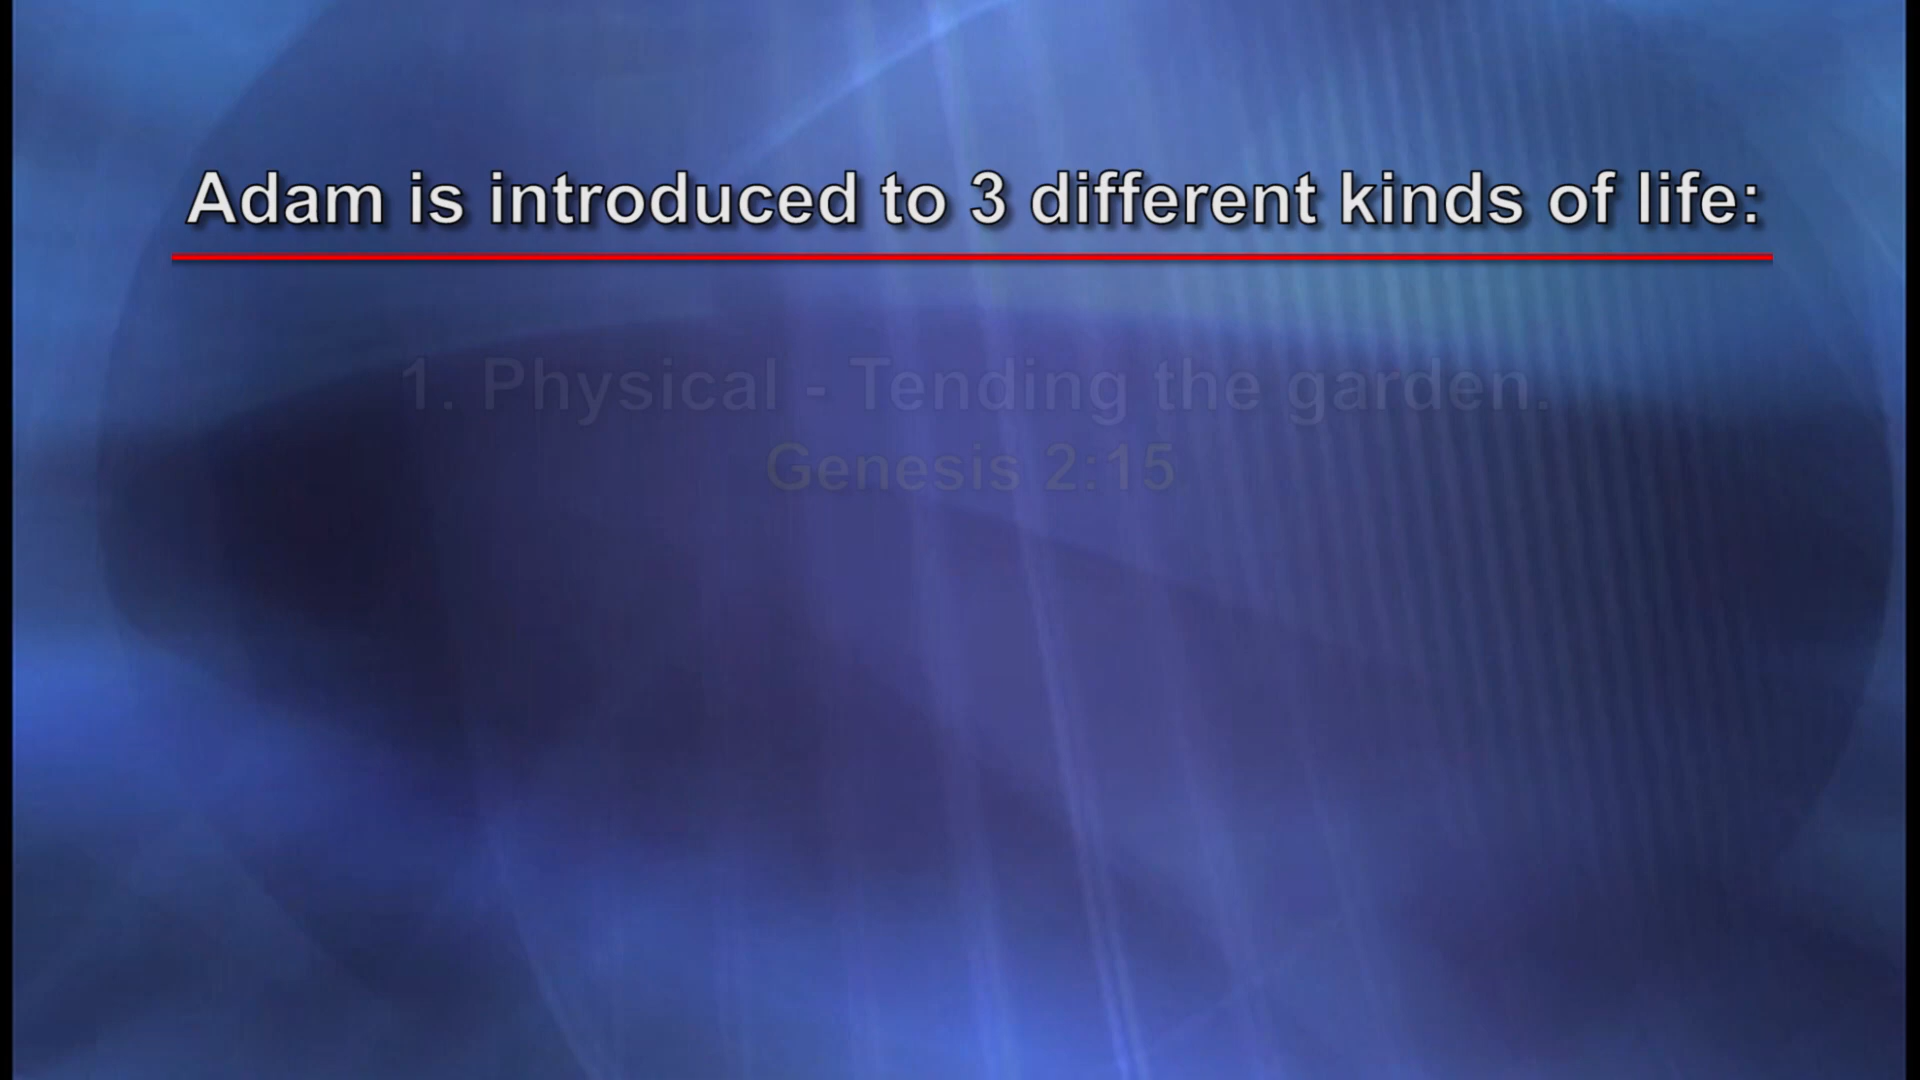 Adam is introduced to 3 different kinds of life:
1. Physical - Tending the garden.
Genesis 2:15